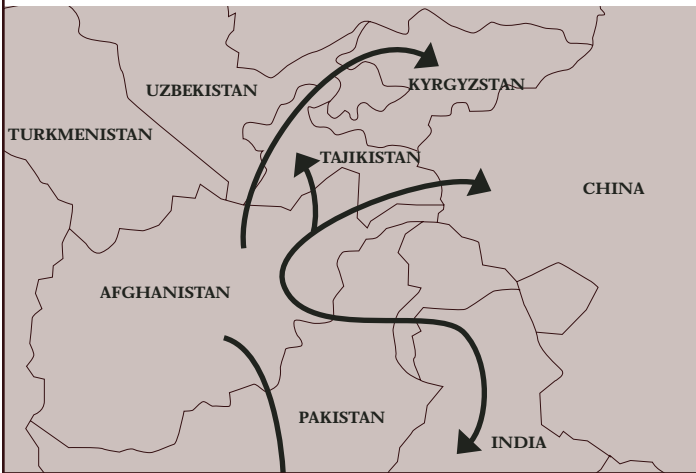 KYRGYZSTAN
UZBEKISTAN
TURKMENISTAN
TAJIKISTAN
CHINA
AFGHANISTAN
PAKISTAN
INDIA